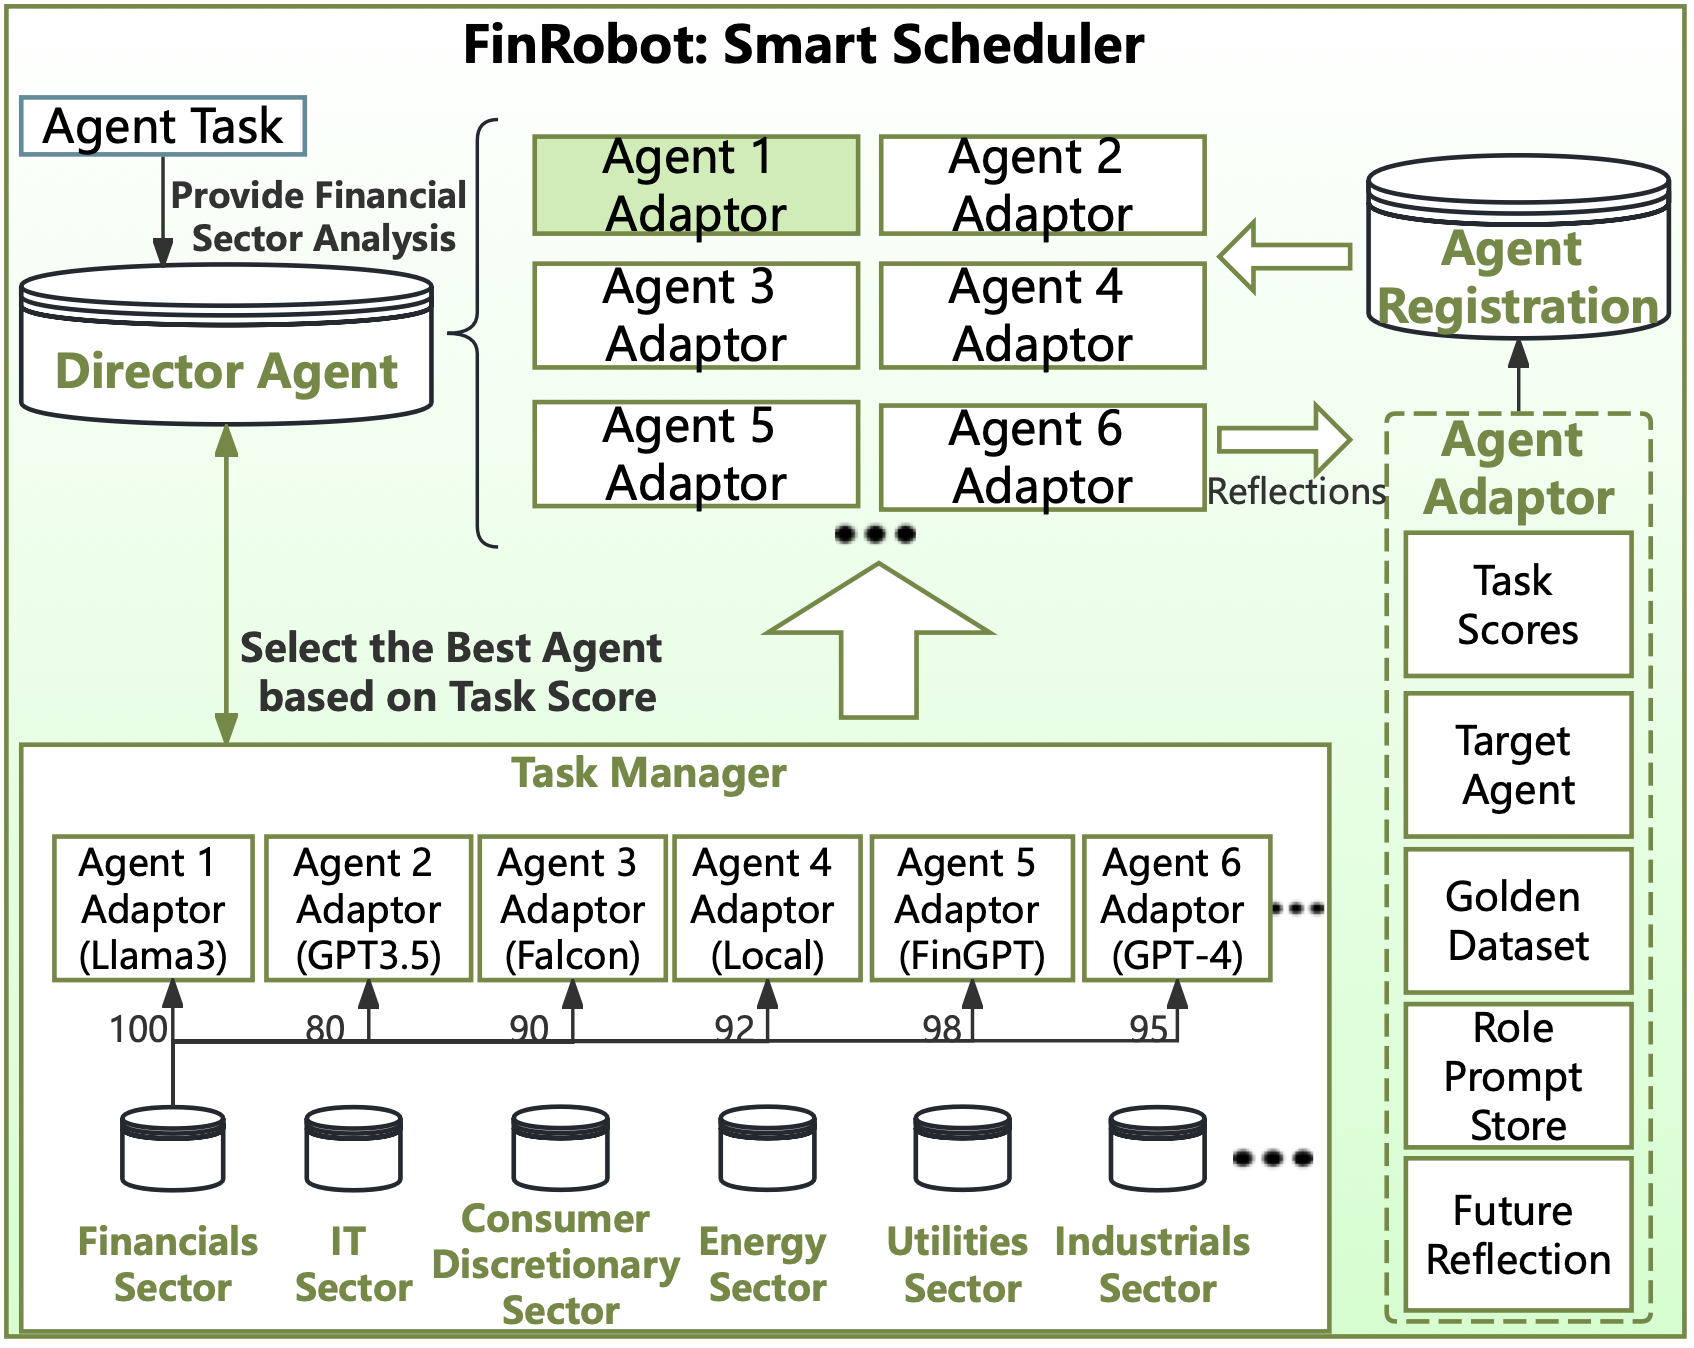 FinRobot: Smart Scheduler
Agent Task
Provide Financial
Sector Analysis
Director Agent
Agent 1
Adaptor
Agent 2
Adaptor
Agent 3
Adaptor
Agent 4
Adaptor
Agent 5
Adaptor
Agent 6
Adaptor
Agent
Registration
Reflections
Agent
Adaptor
Task
Scores
Target
Agent
Golden
Dataset
Role
Prompt
Store
Future
Reflection
Select the Best Agent
based on Task Score
Task Manager
Agent 1
Adaptor
(Llama3)
Agent 2
Adaptor
(GPT3.5)
Agent 3
Adaptor
(Falcon)
Agent 4
Adaptor
(Local)
Agent 5
Adaptor
(FinGPT)
Agent 6
Adaptor
(GPT-4)
100
80
90
92
98
95
Financials
Sector
IT
Sector
Consumer
Discretionary
Sector
Energy
Sector
Utilities
Sector
Industrials
Sector